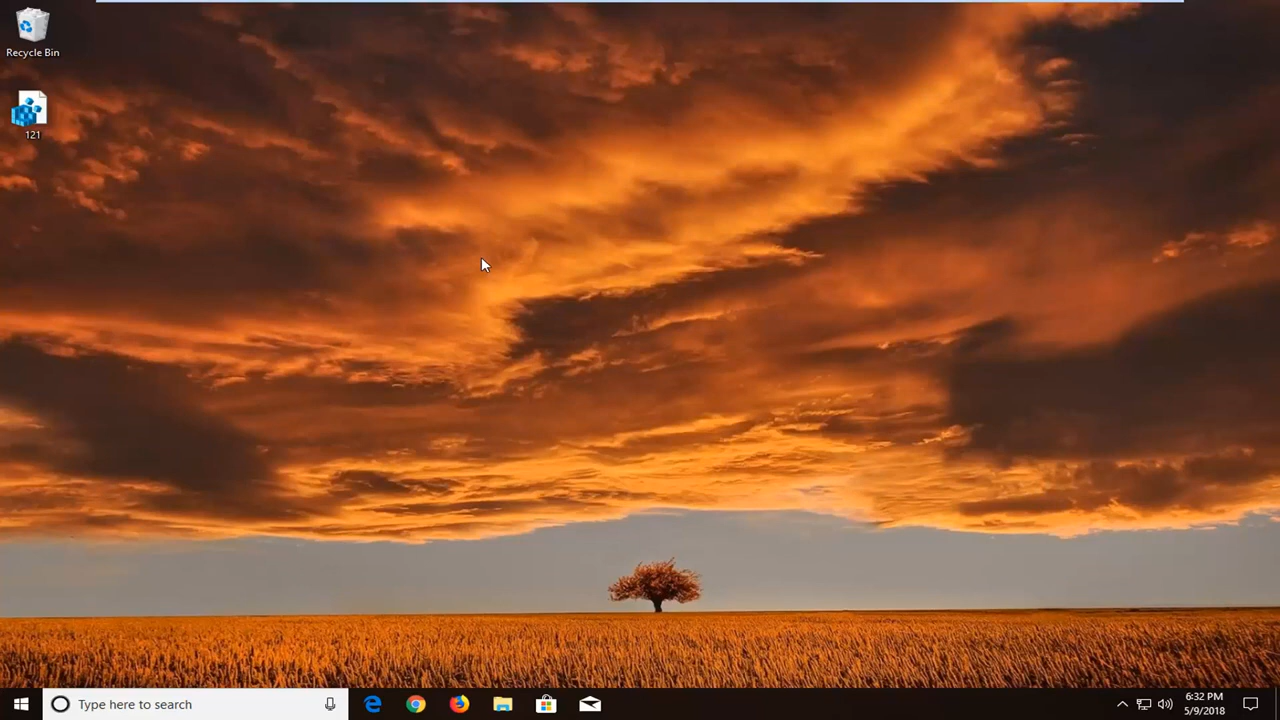 Recycle Bin
121
Type here to search
6:32 PM
5/9/2018